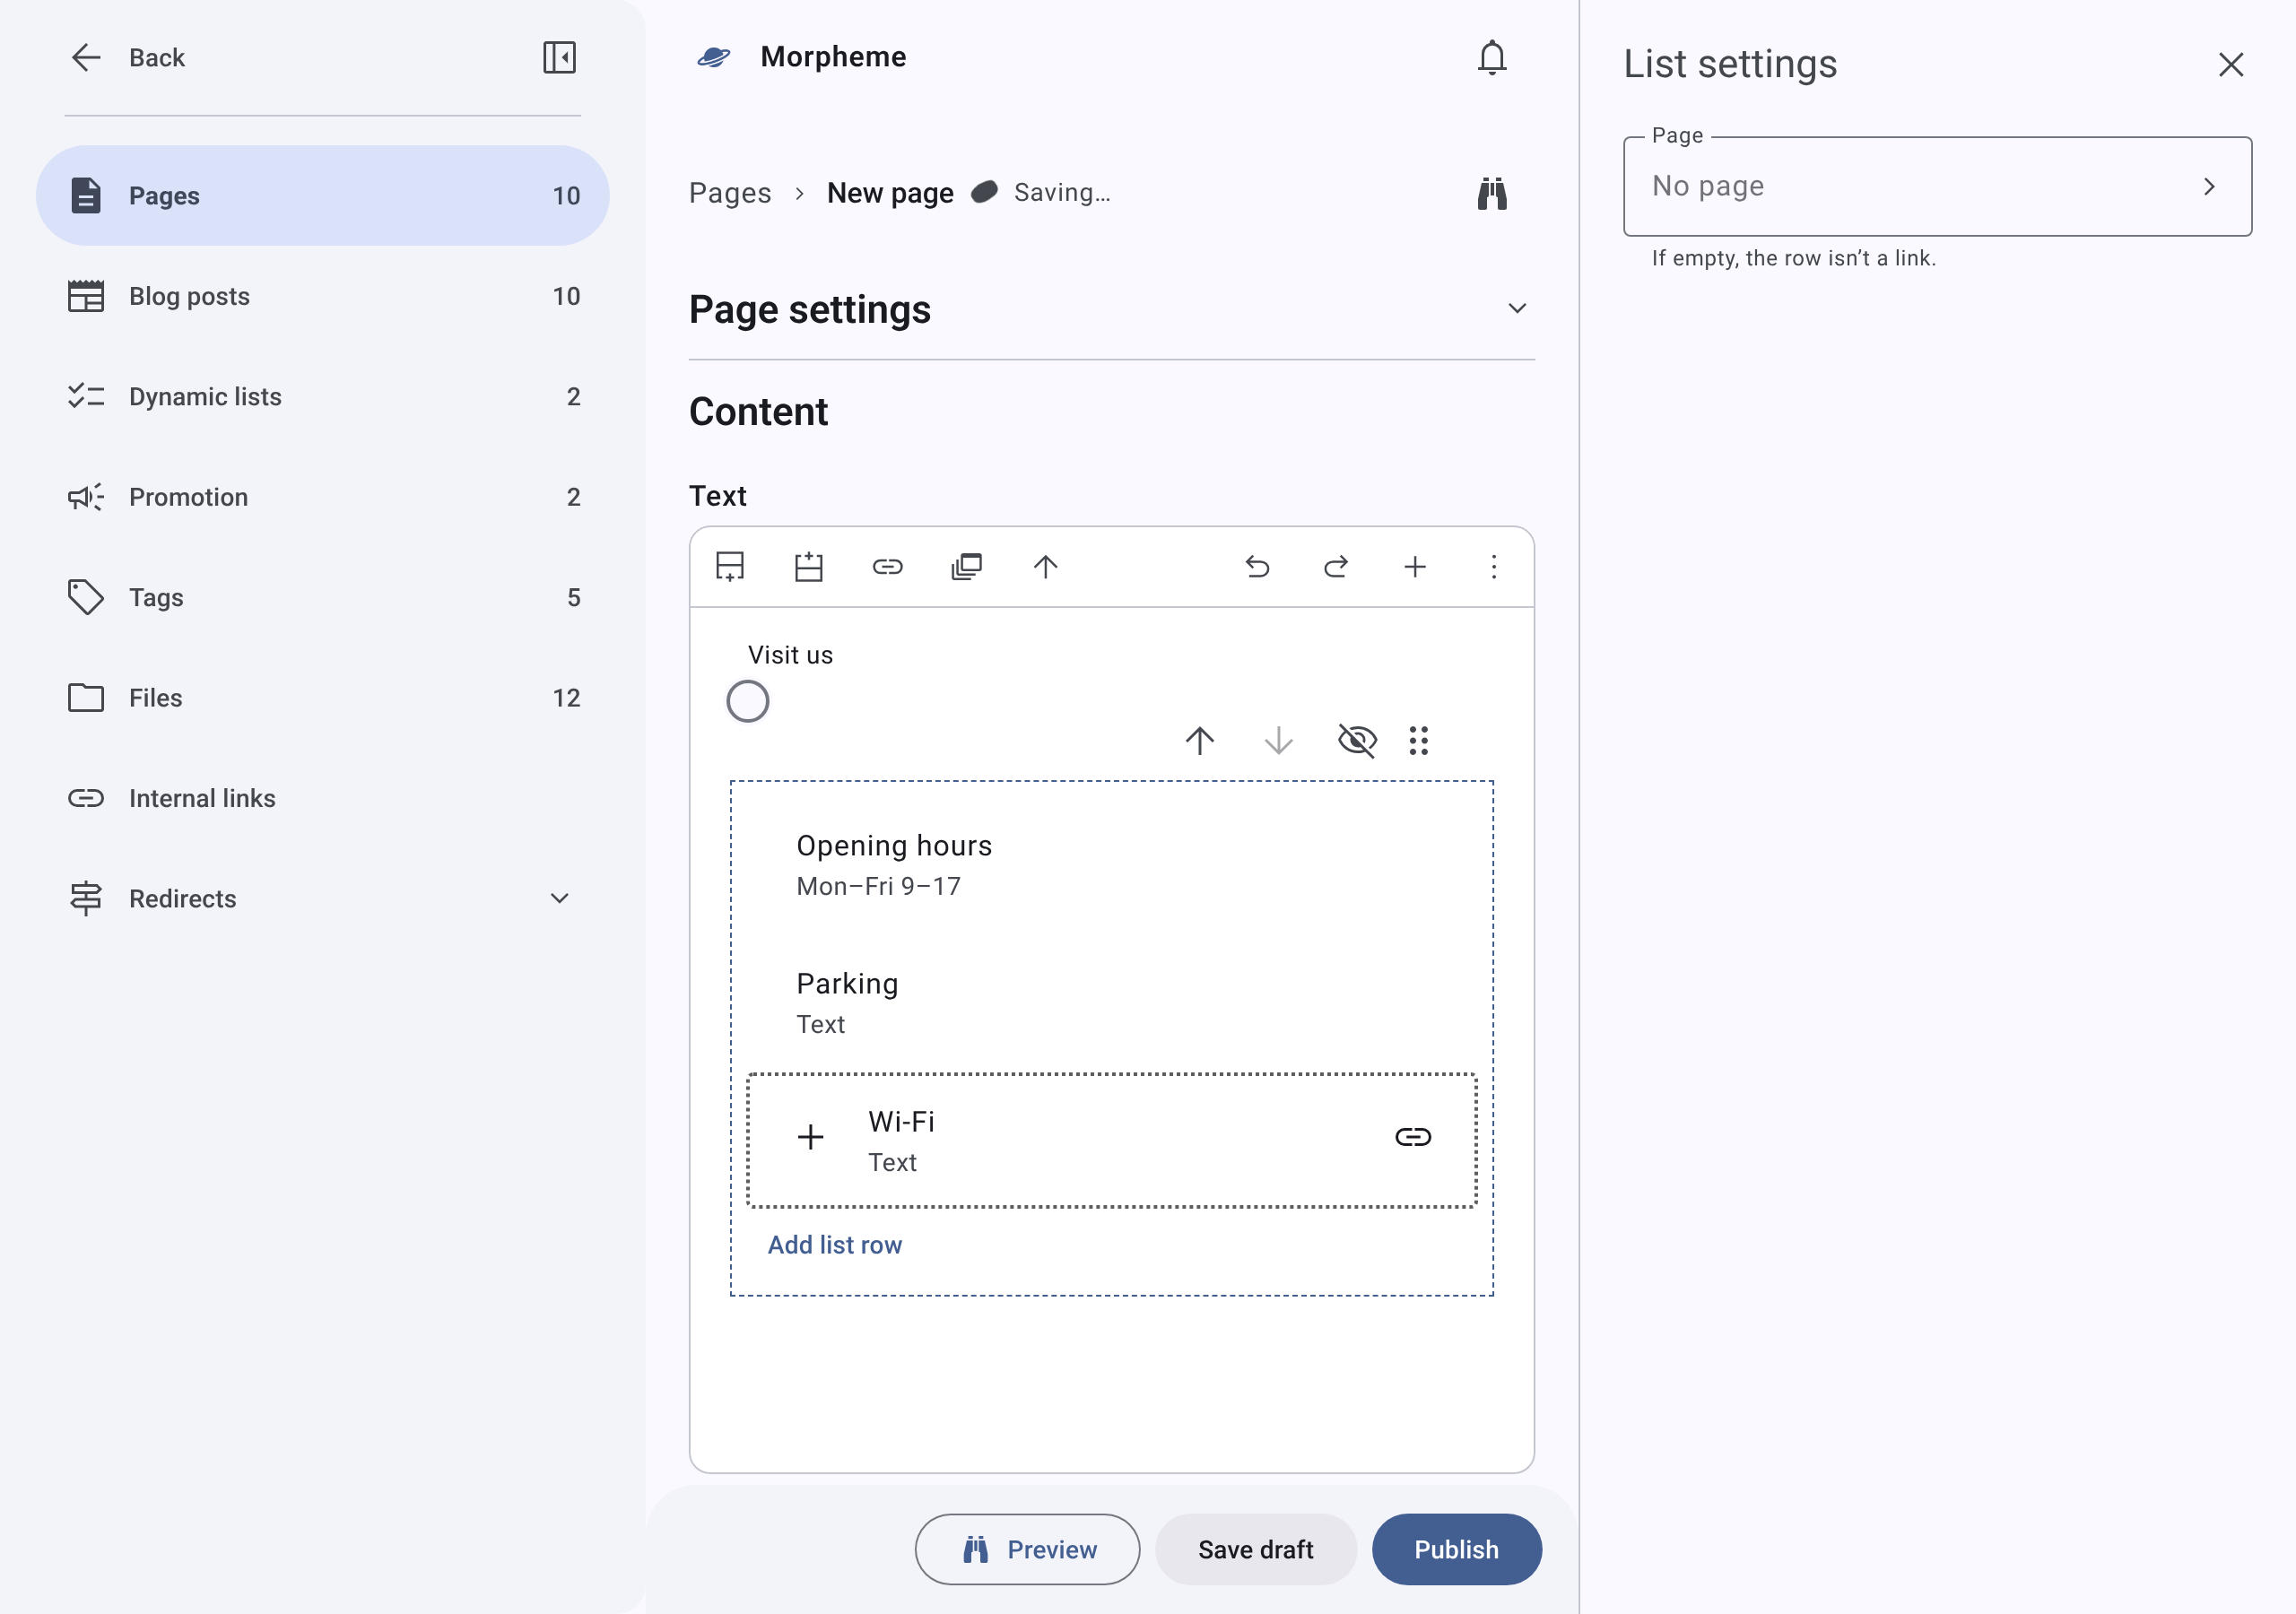 Back
Pages 10
Blog posts 10
Dynamic lists 2
Promotion 2
Tags 5
Files 12
Internal links
Redirects
Morpheme
Pages › New page Saving...
Page settings
Content
Text
Visit us
Opening hours
Mon–Fri 9–17
Parking
Text
Wi-Fi
Text
Add list row
Preview
Save draft
Publish
List settings
Page
No page
If empty, the row isn’t a link.